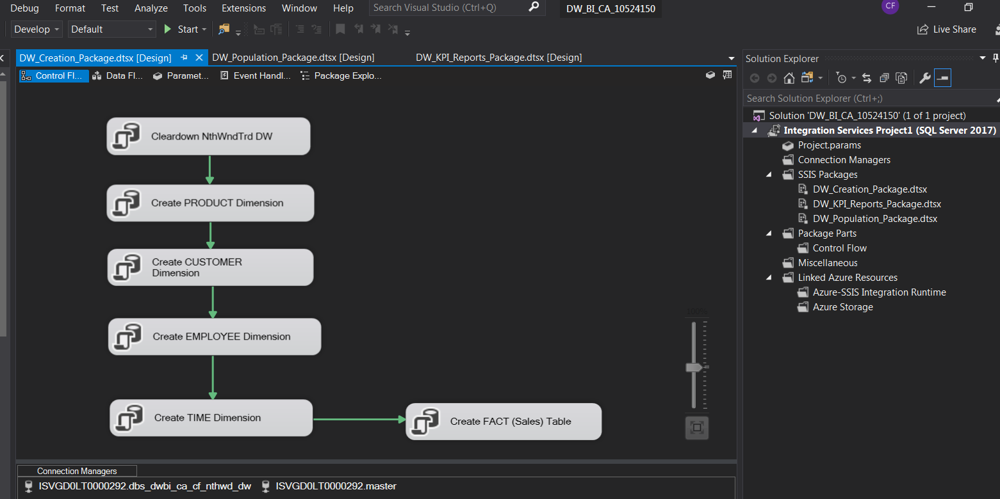 Debug Format Test Analyze Tools Extensions Window Help Search Visual Studio (Ctrl+Q) DW_BI_CA_10524150 CF
Develop Default Start Live Share
DW_Creation_Package.dtsx [Design] DW_Population_Package.dtsx [Design] DW_KPI_Reports_Package.dtsx [Design]
Control Fl... Data Fl... Paramet... Event Handl... Package Explo...
Cleardown NthWndTrd DW
Create PRODUCT Dimension
Create CUSTOMER
Dimension
Create EMPLOYEE Dimension
Create TIME Dimension
Create FACT (Sales) Table
100%
Connection Managers
ISVGD0LT0000292.dbs_dwbi_ca_cf_nthwd_dw ISVGD0LT0000292.master
Solution Explorer
Search Solution Explorer (Ctrl+;)
Solution 'DW_BI_CA_10524150' (1 of 1 project)
Integration Services Project1 (SQL Server 2017)
Project.params
Connection Managers
SSIS Packages
DW_Creation_Package.dtsx
DW_KPI_Reports_Package.dtsx
DW_Population_Package.dtsx
Package Parts
Control Flow
Miscellaneous
Linked Azure Resources
Azure-SSIS Integration Runtime
Azure Storage